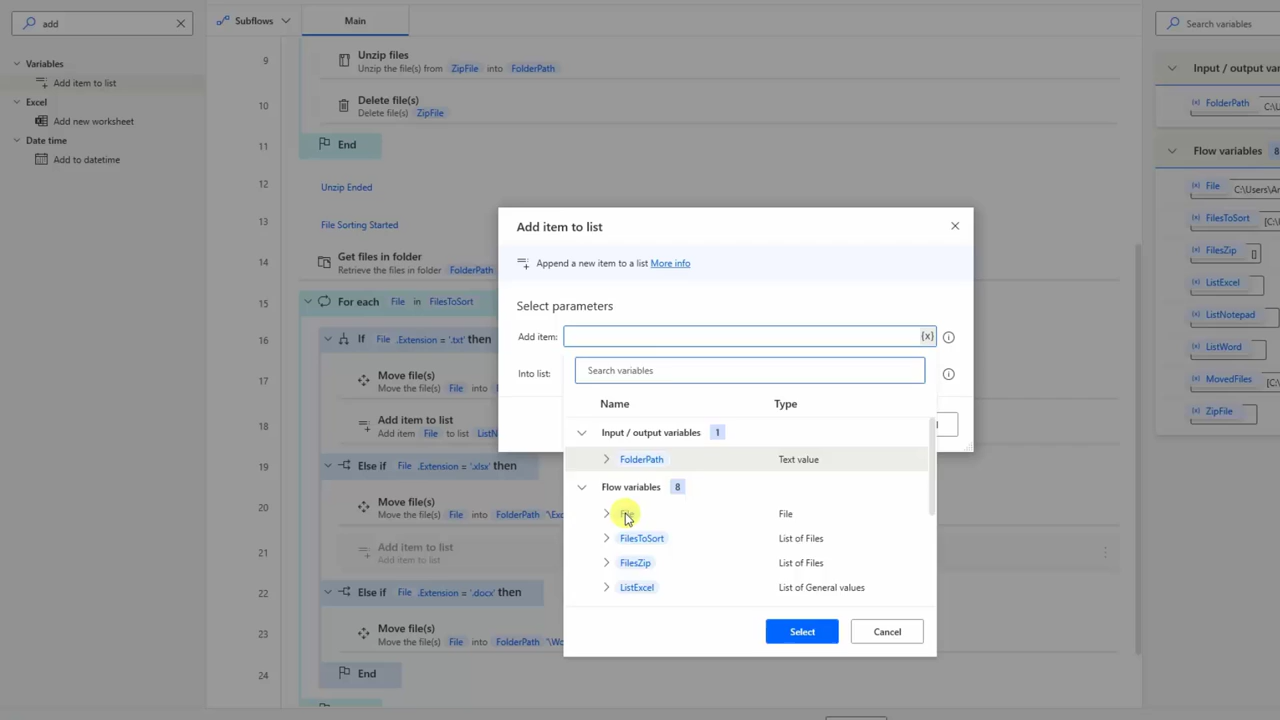 add
Variables
Add item to list
Excel
Add new worksheet
Date time
Add to datetime
Subflows
Main
9
Unzip files
Unzip the file(s) from ZipFile into FolderPath
10
Delete file(s)
Delete file(s) ZipFile
11
End
12
Unzip Ended
13
File Sorting Started
14
Get files in folder
Retrieve the files in folder FolderPath
15
For each File in FilesToSort
16
If File .Extension = '.txt' then
17
Move file(s)
Move the file(s) File into
18
Add item to list
Add item File to list
19
Else if File .Extension = '.xlsx' then
20
Move file(s)
Move the file(s) File into FolderPath
21
Add item to list
Add item to list
22
Else if File .Extension = '.docx' then
23
Move file(s)
Move the file(s) File into FolderPath
24
End
Add item to list
Append a new item to a list More info
Select parameters
Add item:
{x}
Into list:
Search variables
Name Type
Input / output variables 1
FolderPath Text value
Flow variables 8
File File
FilesToSort List of Files
FilesZip List of Files
ListExcel List of General values
Select Cancel
Search variables
Input / output
FolderPath
Flow variables 8
File
FilesToSort
FilesZip []
ListExcel
ListNotepad
ListWord
MovedFiles
ZipFile